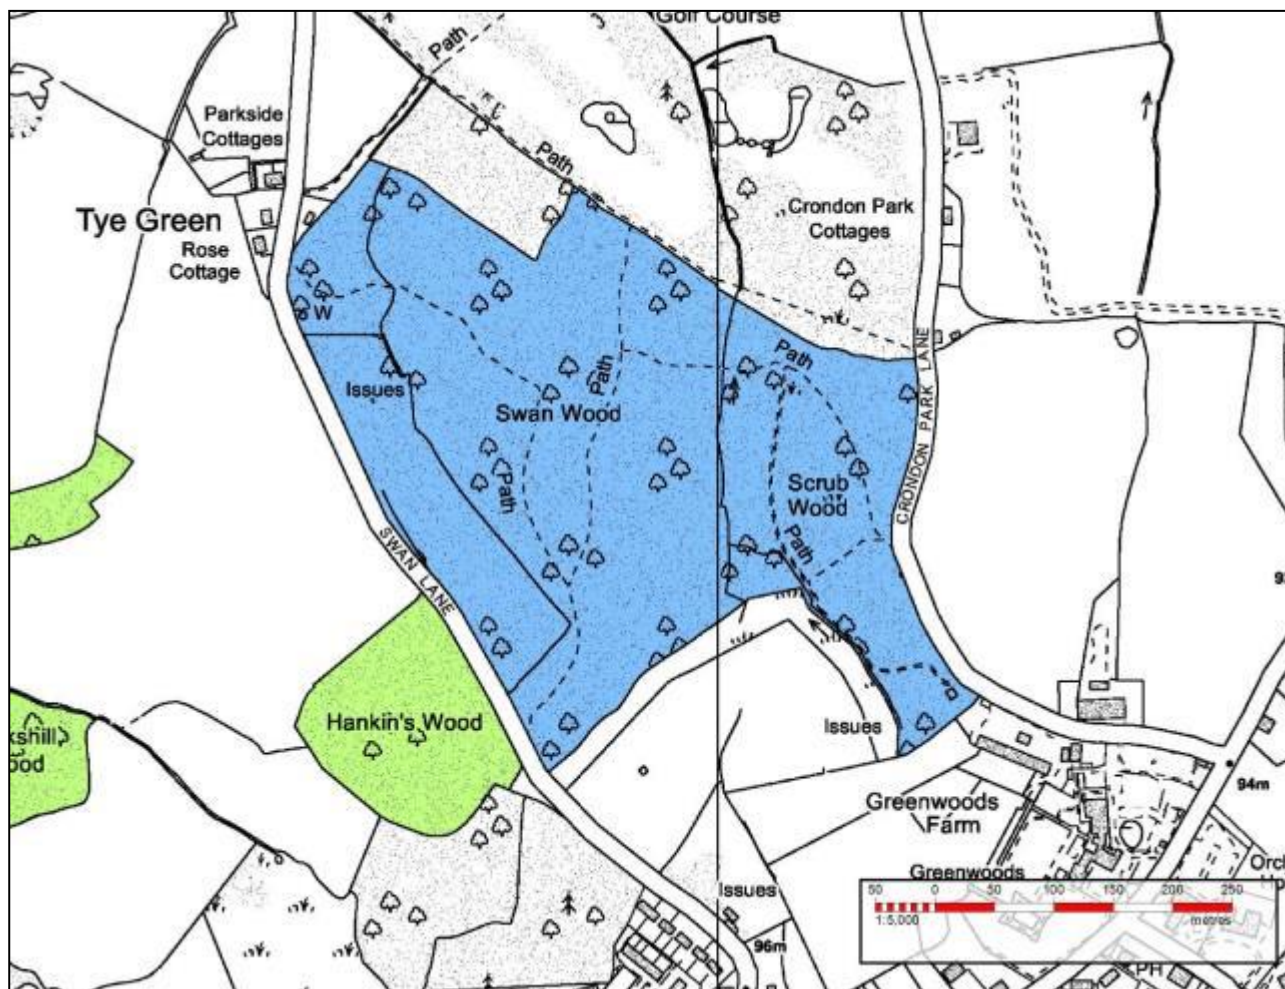 Golf Course
Path
Parkside
Cottages
Path
Tye Green
Rose
Cottage
Crondon Park
Cottages
W
Issues
Path
Path
Swan Wood
CRONDON PARK LANE
Path
Scrub
Wood
Path
SWAN LANE
Hankin's Wood
Issues
94m
Greenwoods
Farm
Greenwoods
Issues
50 0 50 100 150 200 250
1:5,000 metres
96m
PH